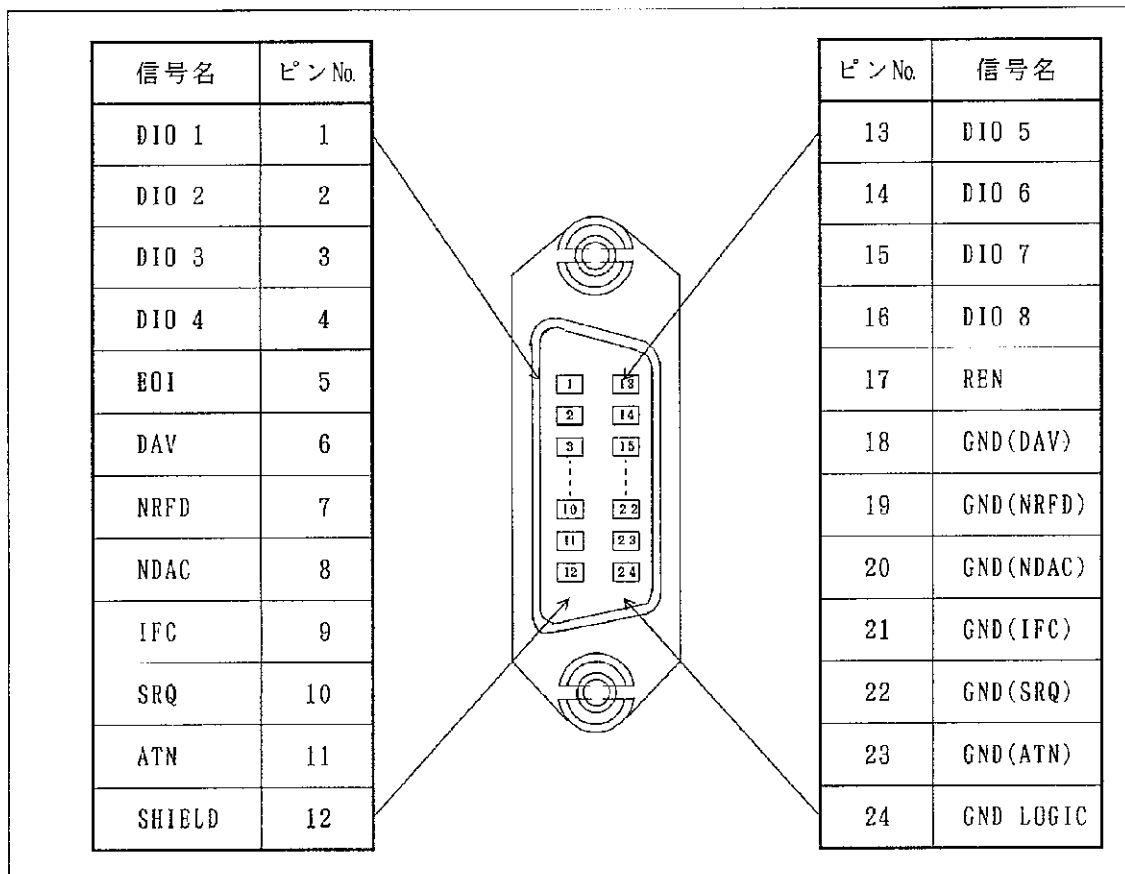 信号名 ピンNo.
DIO 1 1
DIO 2 2
DIO 3 3
DIO 4 4
EOI 5
DAV 6
NRFD 7
NDAC 8
IFC 9
SRQ 10
ATN 11
SHIELD 12
1 13
2 14
3 15
10 22
11 23
12 24
ピンNo. 信号名
13 DIO 5
14 DIO 6
15 DIO 7
16 DIO 8
17 REN
18 GND(DAV)
19 GND(NRFD)
20 GND(NDAC)
21 GND(IFC)
22 GND(SRQ)
23 GND(ATN)
24 GND LOGIC